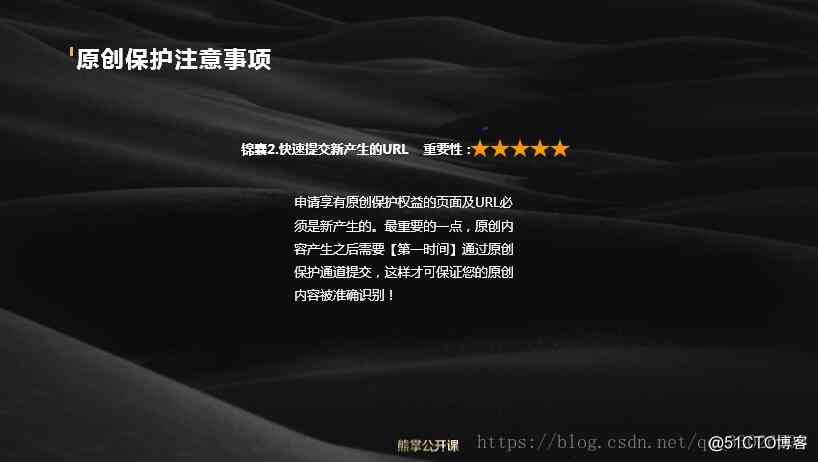 原创保护注意事项
锦囊2.快速提交新产生的URL 重要性：★★★★★
申请享有原创保护权益的页面及URL必
须是新产生的。最重要的一点，原创内
容产生之后需要【第一时间】通过原创
保护通道提交，这样才可保证您的原创
内容被准确识别！
熊掌公开课
https://blog.csdn.net/
@51CTO博客